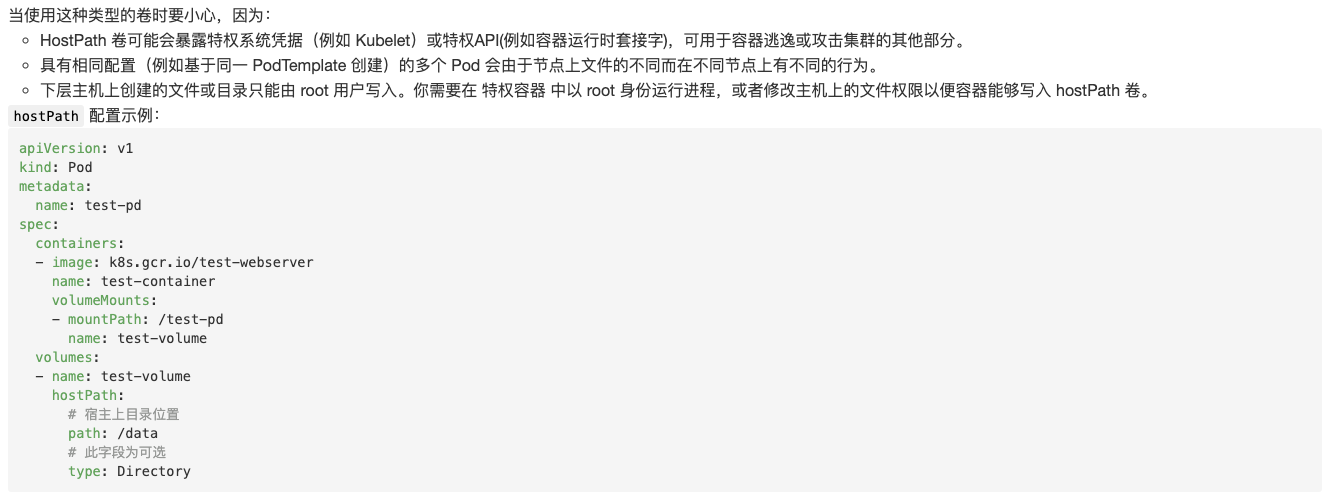 当使用这种类型的卷时要小心，因为：
○ HostPath 卷可能会暴露特权系统凭据（例如 Kubelet）或特权API(例如容器运行时套接字)，可用于容器逃逸或攻击集群的其他部分。
○ 具有相同配置（例如基于同一 PodTemplate 创建）的多个 Pod 会由于节点上文件的不同而在不同节点上有不同的行为。
○ 下层主机上创建的文件或目录只能由 root 用户写入。你需要在 特权容器 中以 root 身份运行进程，或者修改主机上的文件权限以便容器能够写入 hostPath 卷。
hostPath 配置示例：
apiVersion: v1
kind: Pod
metadata:
  name: test-pd
spec:
  containers:
  - image: k8s.gcr.io/test-webserver
    name: test-container
    volumeMounts:
    - mountPath: /test-pd
      name: test-volume
  volumes:
  - name: test-volume
    hostPath:
      # 宿主上目录位置
      path: /data
      # 此字段为可选
      type: Directory